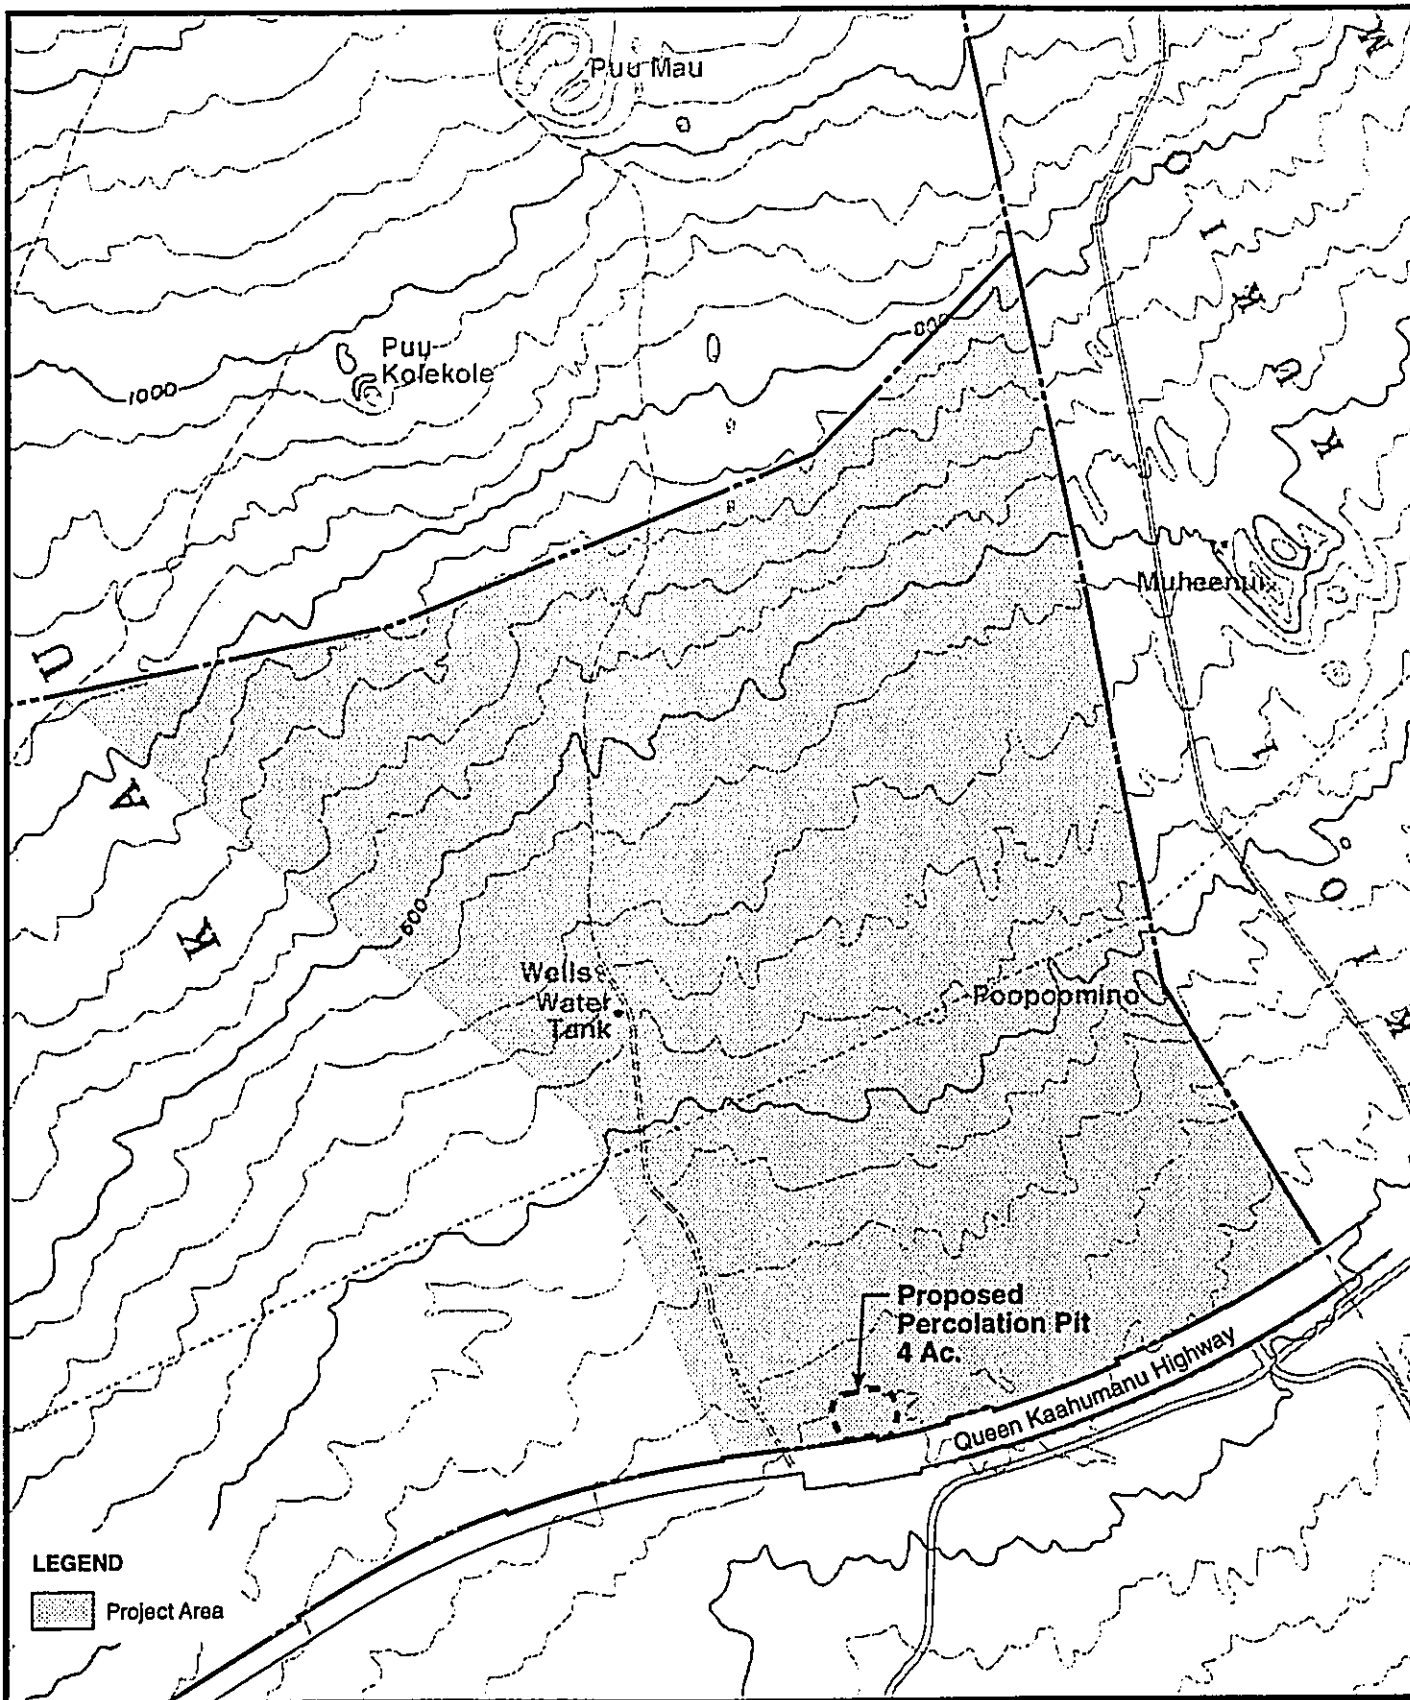 Puu Mau
800
Puu
Kolekole
1000
Muheenui
U
A
K
600
Wells
Water
Tank
Poopoomino
M
O
I
K
U
K
K
I
O
I
K
Proposed
Percolation Pit
4 Ac.
Queen Kaahumanu Highway
LEGEND
Project Area